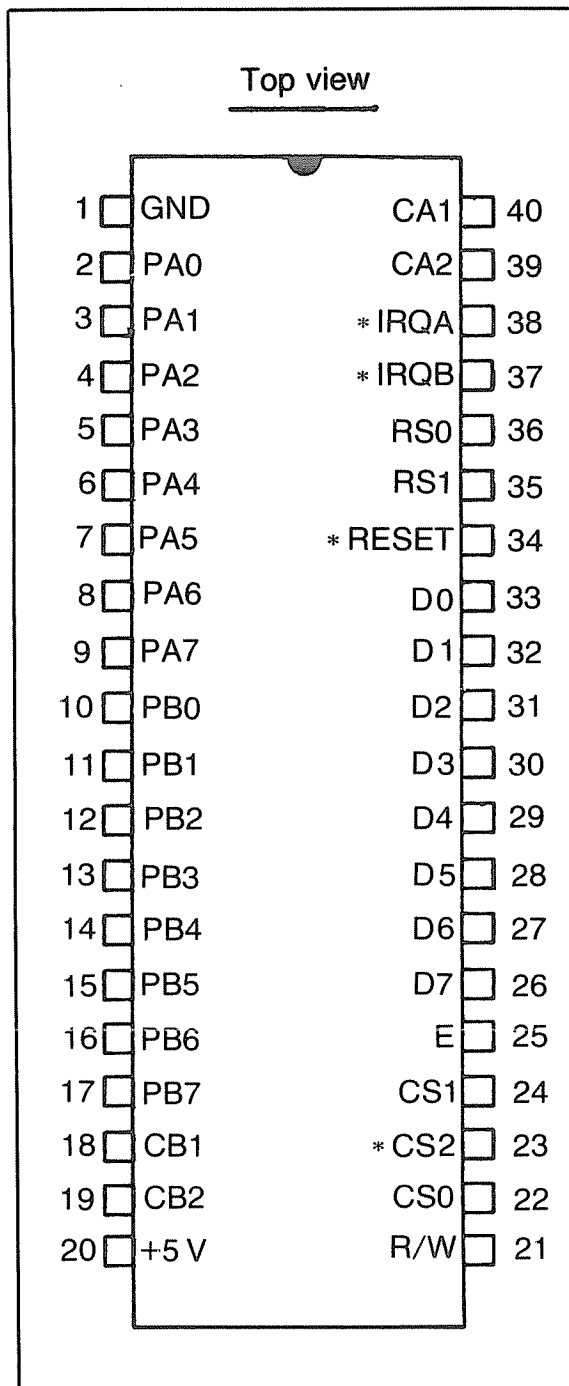 Top view
1 GND CA1 40
2 PA0 CA2 39
3 PA1 * IRQA 38
4 PA2 * IRQB 37
5 PA3 RS0 36
6 PA4 RS1 35
7 PA5 * RESET 34
8 PA6 D0 33
9 PA7 D1 32
10 PB0 D2 31
11 PB1 D3 30
12 PB2 D4 29
13 PB3 D5 28
14 PB4 D6 27
15 PB5 D7 26
16 PB6 E 25
17 PB7 CS1 24
18 CB1 * CS2 23
19 CB2 CS0 22
20 +5 V R/W 21